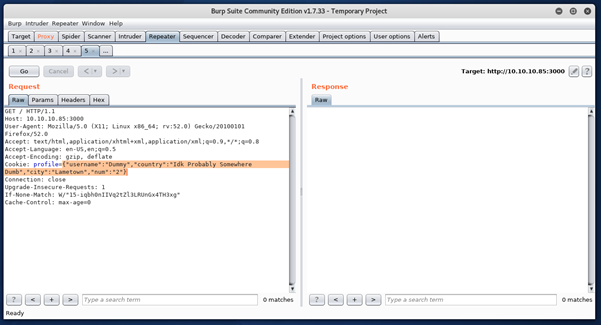 Burp Suite Community Edition v1.7.33 – Temporary Project
Burp Intruder Repeater Window Help
Target Proxy Spider Scanner Intruder Repeater Sequencer Decoder Comparer Extender Project options User options Alerts
1 × 2 × 3 × 4 × 5 × ...
Go Cancel < ▼ > ▼ Target: http://10.10.10.85:3000 ?
Request
Response
Raw Params Headers Hex
Raw
GET / HTTP/1.1
Host: 10.10.10.85:3000
User-Agent: Mozilla/5.0 (X11; Linux x86_64; rv:52.0) Gecko/20100101
Firefox/52.0
Accept: text/html,application/xhtml+xml,application/xml;q=0.9,*/*;q=0.8
Accept-Language: en-US,en;q=0.5
Accept-Encoding: gzip, deflate
Cookie: profile={"username":"Dummy","country":"Idk Probably Somewhere
Dumb","city":"Lametown","num":"2"}
Connection: close
Upgrade-Insecure-Requests: 1
If-None-Match: W/"15-iqbh0nIIVq2tZl3LRUnGx4TH3xg"
Cache-Control: max-age=0
? < + > Type a search term 0 matches
? < + > Type a search term 0 matches
Ready